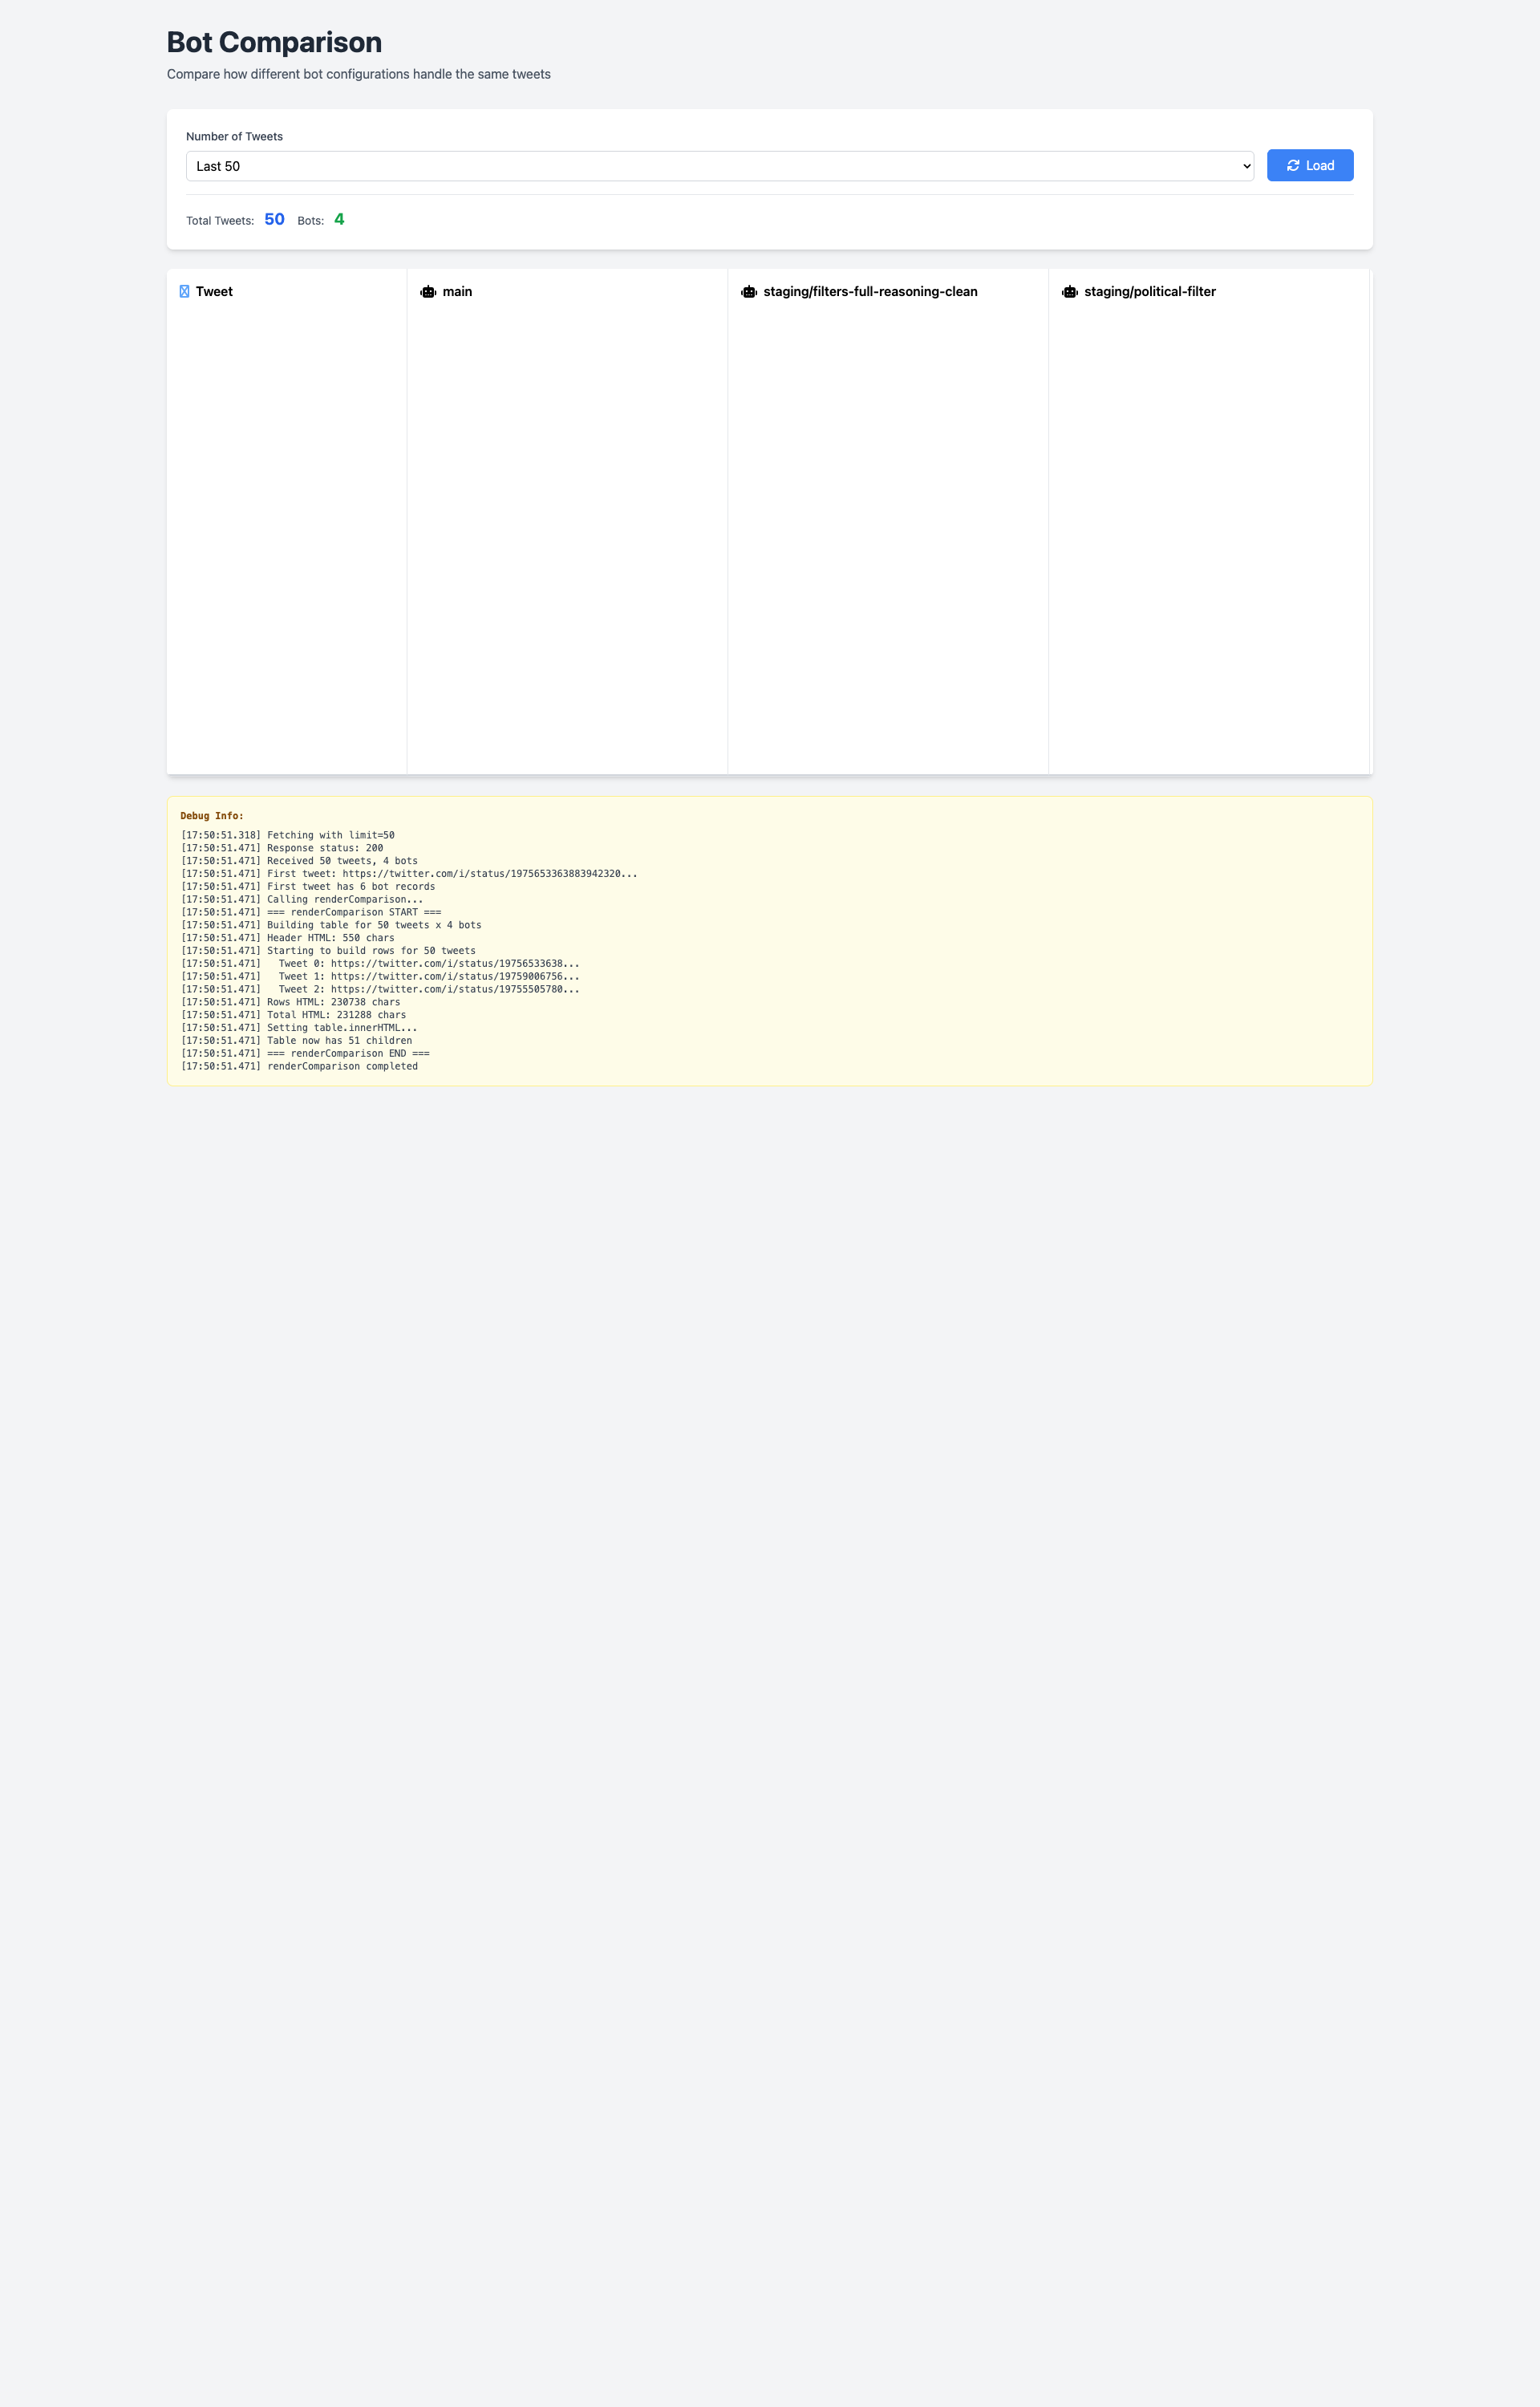 Bot Comparison
Compare how different bot configurations handle the same tweets
Number of Tweets
Last 50
Load
Total Tweets: 50 Bots: 4
Tweet
main
staging/filters-full-reasoning-clean
staging/political-filter
Debug Info:
[17:50:51.318] Fetching with limit=50
[17:50:51.471] Response status: 200
[17:50:51.471] Received 50 tweets, 4 bots
[17:50:51.471] First tweet: https://twitter.com/i/status/1975653363883942320...
[17:50:51.471] First tweet has 6 bot records
[17:50:51.471] Calling renderComparison...
[17:50:51.471] === renderComparison START ===
[17:50:51.471] Building table for 50 tweets x 4 bots
[17:50:51.471] Header HTML: 550 chars
[17:50:51.471] Starting to build rows for 50 tweets
[17:50:51.471]   Tweet 0: https://twitter.com/i/status/19756533638...
[17:50:51.471]   Tweet 1: https://twitter.com/i/status/19759006756...
[17:50:51.471]   Tweet 2: https://twitter.com/i/status/19755505780...
[17:50:51.471] Rows HTML: 230738 chars
[17:50:51.471] Total HTML: 231288 chars
[17:50:51.471] Setting table.innerHTML...
[17:50:51.471] Table now has 51 children
[17:50:51.471] === renderComparison END ===
[17:50:51.471] renderComparison completed